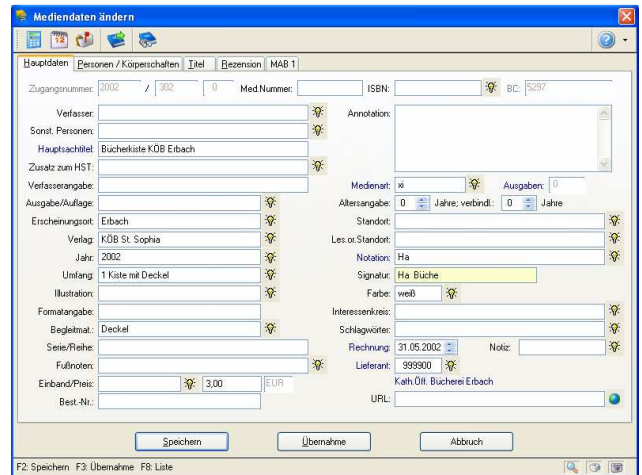 Mediendaten ändern
Hauptdaten Personen / Körperschaften Titel Rezension MAB 1
Zugangsnummer: 2002 / 302 0 Med.Nummer: ISBN: BC: 5297
Verfasser: Annotation:
Sonst. Personen:
Hauptsachtitel: Bücherkiste KÖB Erbach
Zusatz zum HST:
Verfasserangabe: Medienart: xi Ausgaben: 0
Ausgabe/Auflage: Altersangabe: 0 Jahre; verbindl.: 0 Jahre
Erscheinungsort: Erbach Standort:
Verlag: KÖB St. Sophia Les.or.Standort:
Jahr: 2002 Notation: Ha
Umfang: 1 Kiste mit Deckel Signatur: Ha Büche
Illustration: Farbe: weiß
Formatangabe: Interessenkreis:
Begleitmat.: Deckel Schlagwörter:
Serie/Reihe: Rechnung: 31.05.2002 Notiz:
Fußnoten: Lieferant: 999900
Einband/Preis: 3,00 EUR Kath.Öff. Bücherei Erbach
Best.-Nr.: URL:
Speichern Übernahme Abbruch
F2: Speichern F3: Übernahme F8: Liste